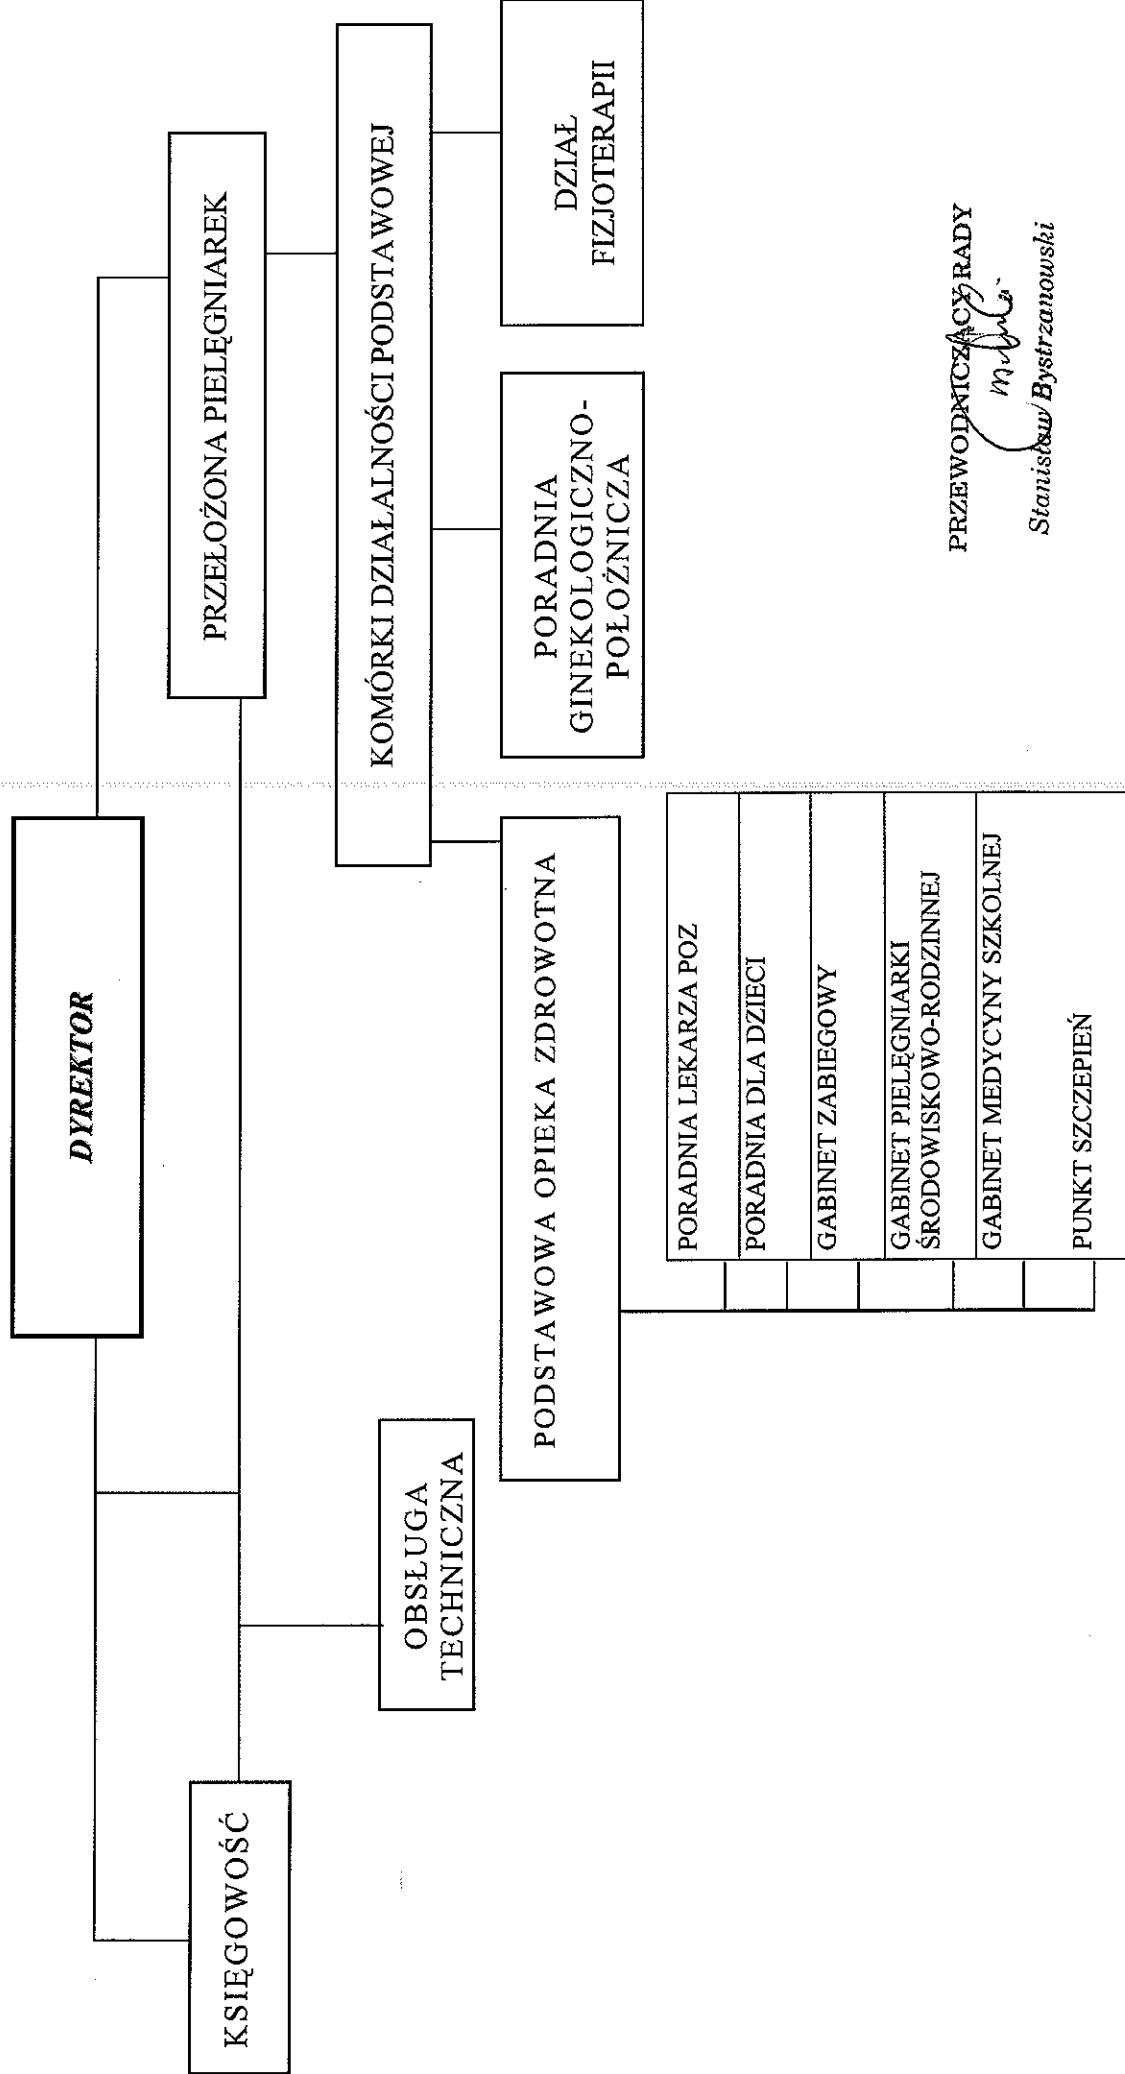 DYREKTOR
KSIĘGOWOŚĆ
PRZEŁOŻONA PIELĘGNIAREK
OBSŁUGA
TECHNICZNA
KOMÓRKI DZIAŁALNOŚCI PODSTAWOWEJ
PODSTAWOWA OPIEKA ZDROWOTNA
PORADNIA
GINEKOLOGICZNO-
POŁOŻNICZA
DZIAŁ
FIZJOTERAPII
PORADNIA LEKARZA POZ
PORADNIA DLA DZIECI
GABINET ZABIEGOWY
GABINET PIELĘGNIARKI
ŚRODOWISKOWO-RODZINNEJ
GABINET MEDYCYNY SZKOLNEJ
PUNKT SZCZEPIEŃ
PRZEWODNICZĄCY RADY
Stanisław Bystrzanowski